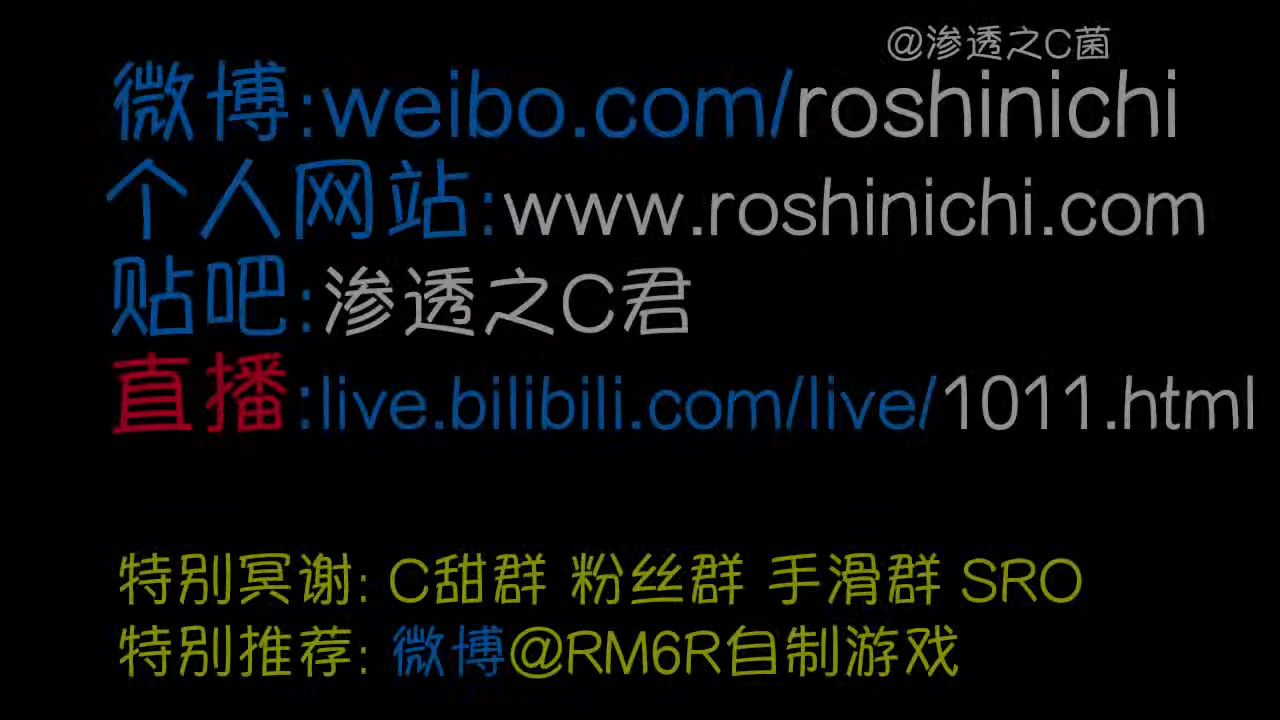 @渗透之C菌
微博:weibo.com/roshinichi
个人网站:www.roshinichi.com
贴吧:渗透之C君
直播:live.bilibili.com/live/1011.html
特别冥谢: C甜群 粉丝群 手滑群 SRO
特别推荐: 微博@RM6R自制游戏